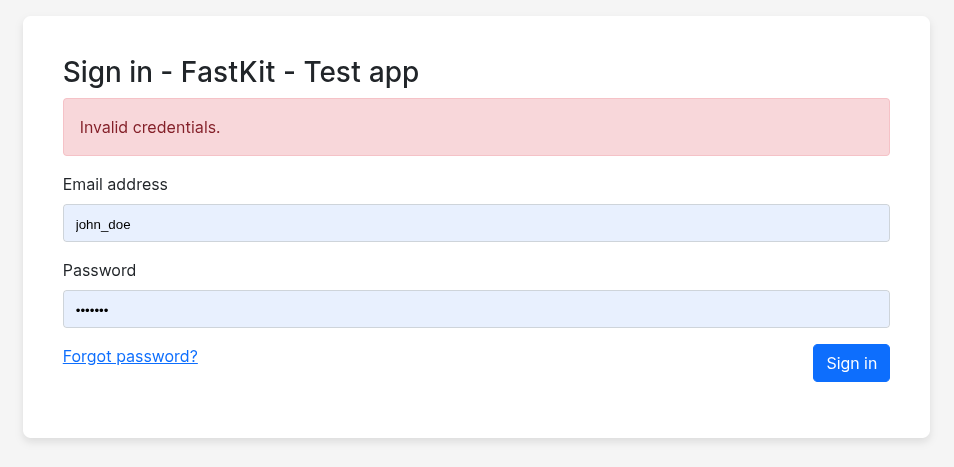 Sign in - FastKit - Test app
Invalid credentials.
Email address
john_doe
Password
•••••••
Forgot password?
Sign in